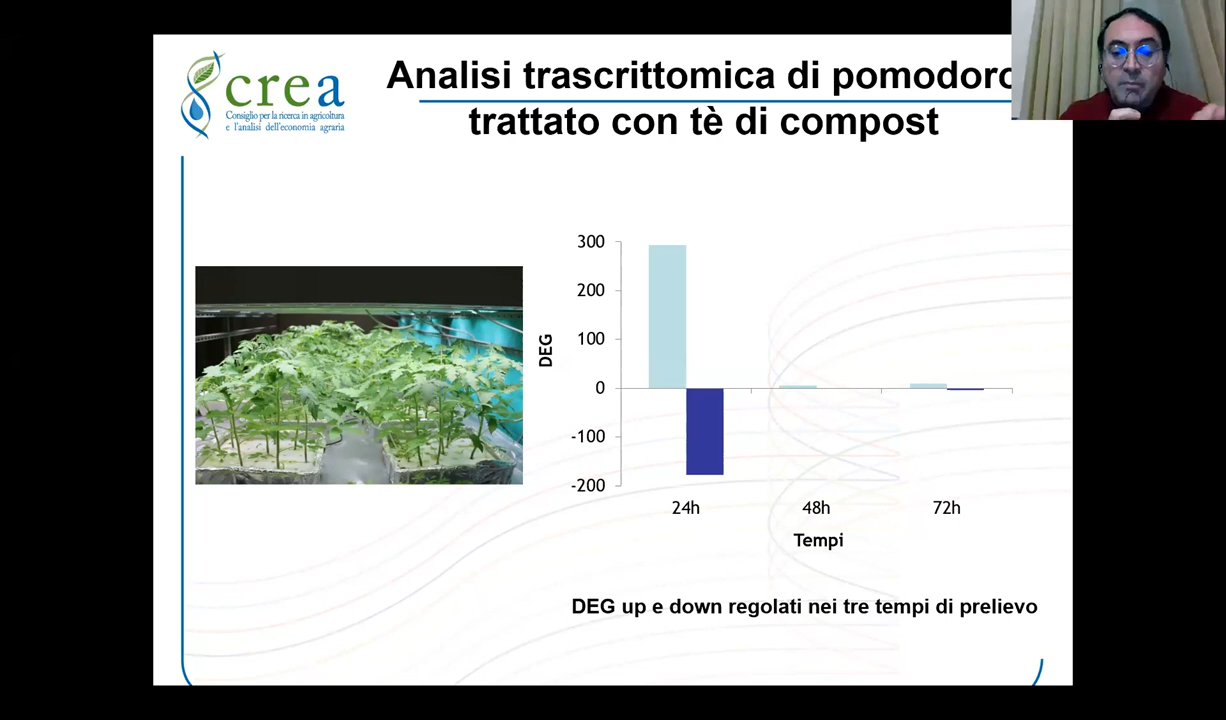 crea
Consiglio per la ricerca in agricoltura
e l'analisi dell'economia agraria
Analisi trascrittomica di pomodoro
trattato con tè di compost
300
200
100
0
-100
-200
DEG
24h 48h 72h
Tempi
DEG up e down regolati nei tre tempi di prelievo